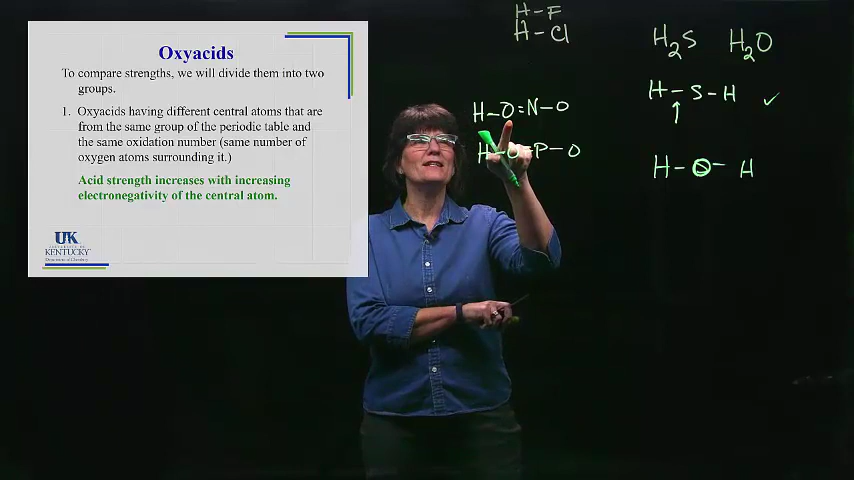 Oxyacids
To compare strengths, we will divide them into two
groups.
1. Oxyacids having different central atoms that are
from the same group of the periodic table and
the same oxidation number (same number of
oxygen atoms surrounding it.)
Acid strength increases with increasing
electronegativity of the central atom.
UK
KENTUCKY
H-F
H-Cl
H-O=N-O
H-O=P-O
H₂S H₂O
H-S-H ✓
↑
H-O-H